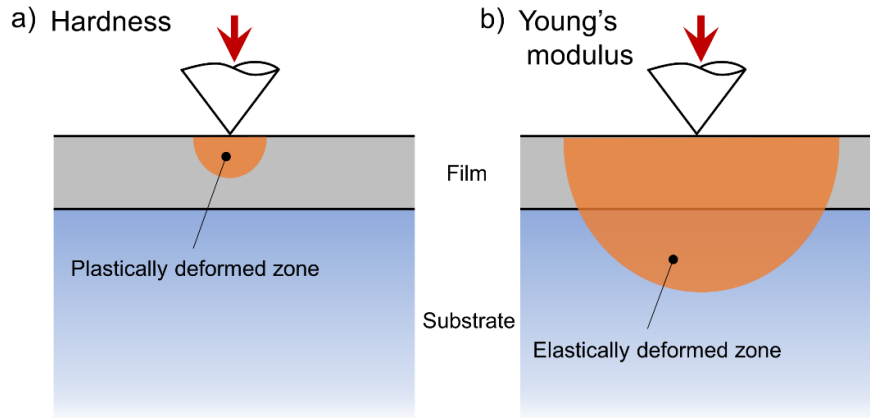 a) Hardness
b) Young's
modulus
Film
Plastically deformed zone
Substrate
Elastically deformed zone